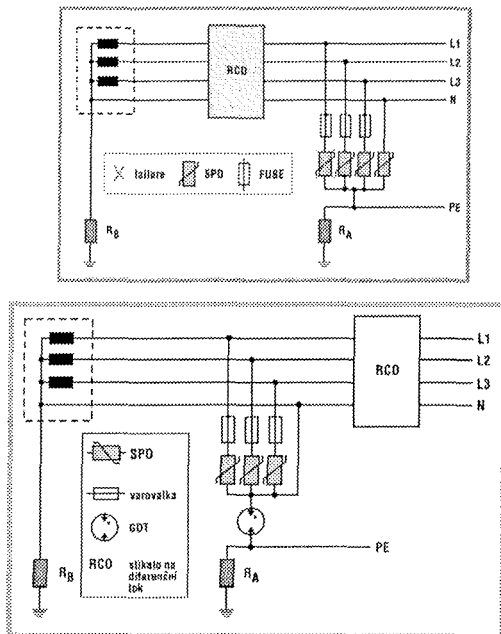 L1
L2
RCD
L3
N
X failure SPD FUSE
PE
RB
RA
L1
L2
RCD
L3
N
SPD
varovalka
GDT
RCD stikalo na
diferenčni
tok
PE
RB
RA